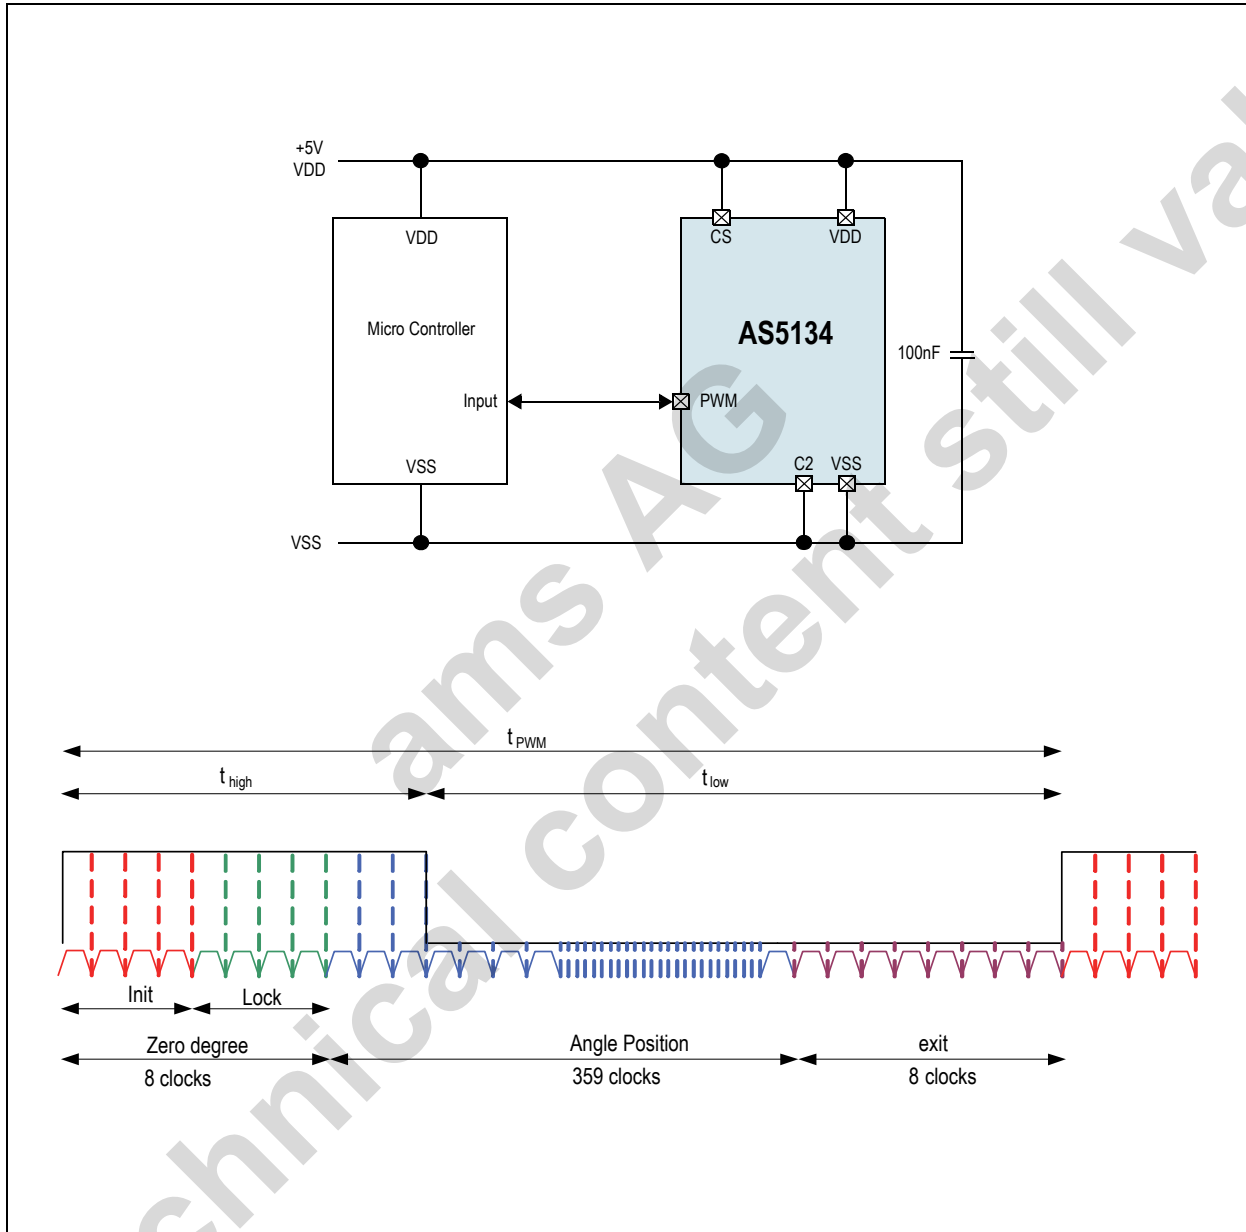 +5V
VDD
VDD
CS
VDD
Micro Controller
AS5134
100nF
Input
PWM
VSS
C2
VSS
VSS
ams AG
chnical content still val
t PWM
t high
t low
Init
Lock
Zero degree
8 clocks
Angle Position
359 clocks
exit
8 clocks